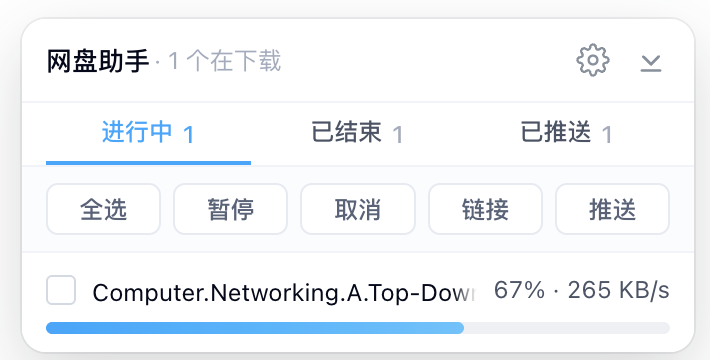 网盘助手 · 1 个在下载
进行中 1 已结束 1 已推送 1
全选 暂停 取消 链接 推送
Computer.Networking.A.Top-Down 67% · 265 KB/s